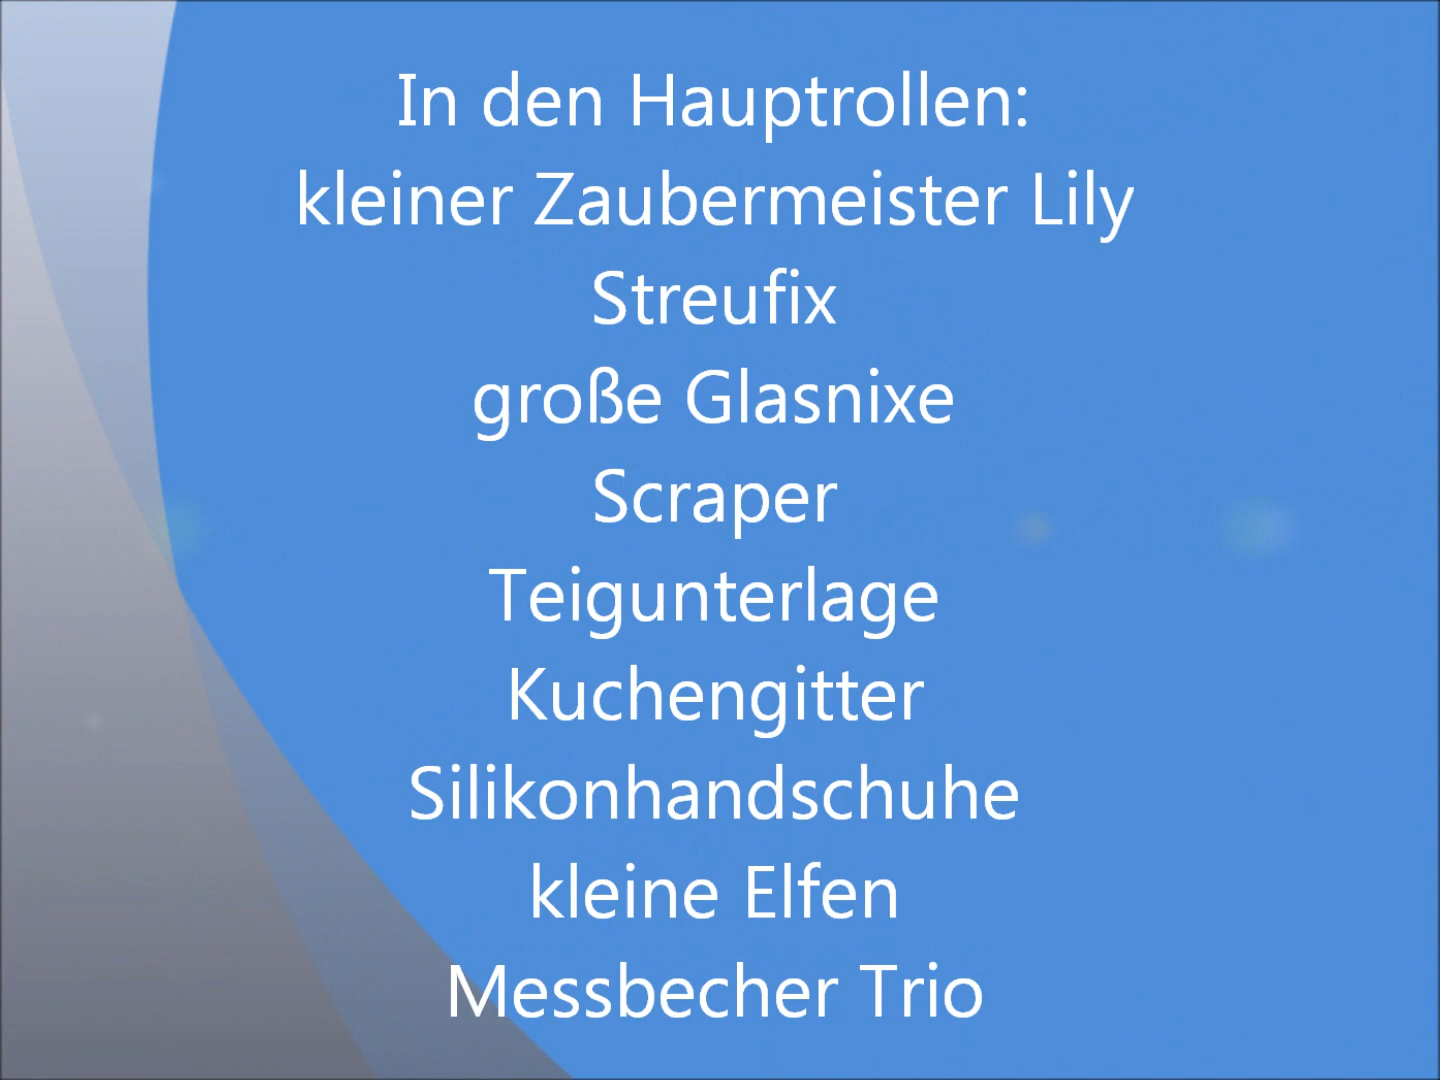 In den Hauptrollen:
kleiner Zaubermeister Lily
Streufix
große Glasnixe
Scraper
Teigunterlage
Kuchengitter
Silikonhandschuhe
kleine Elfen
Messbecher Trio